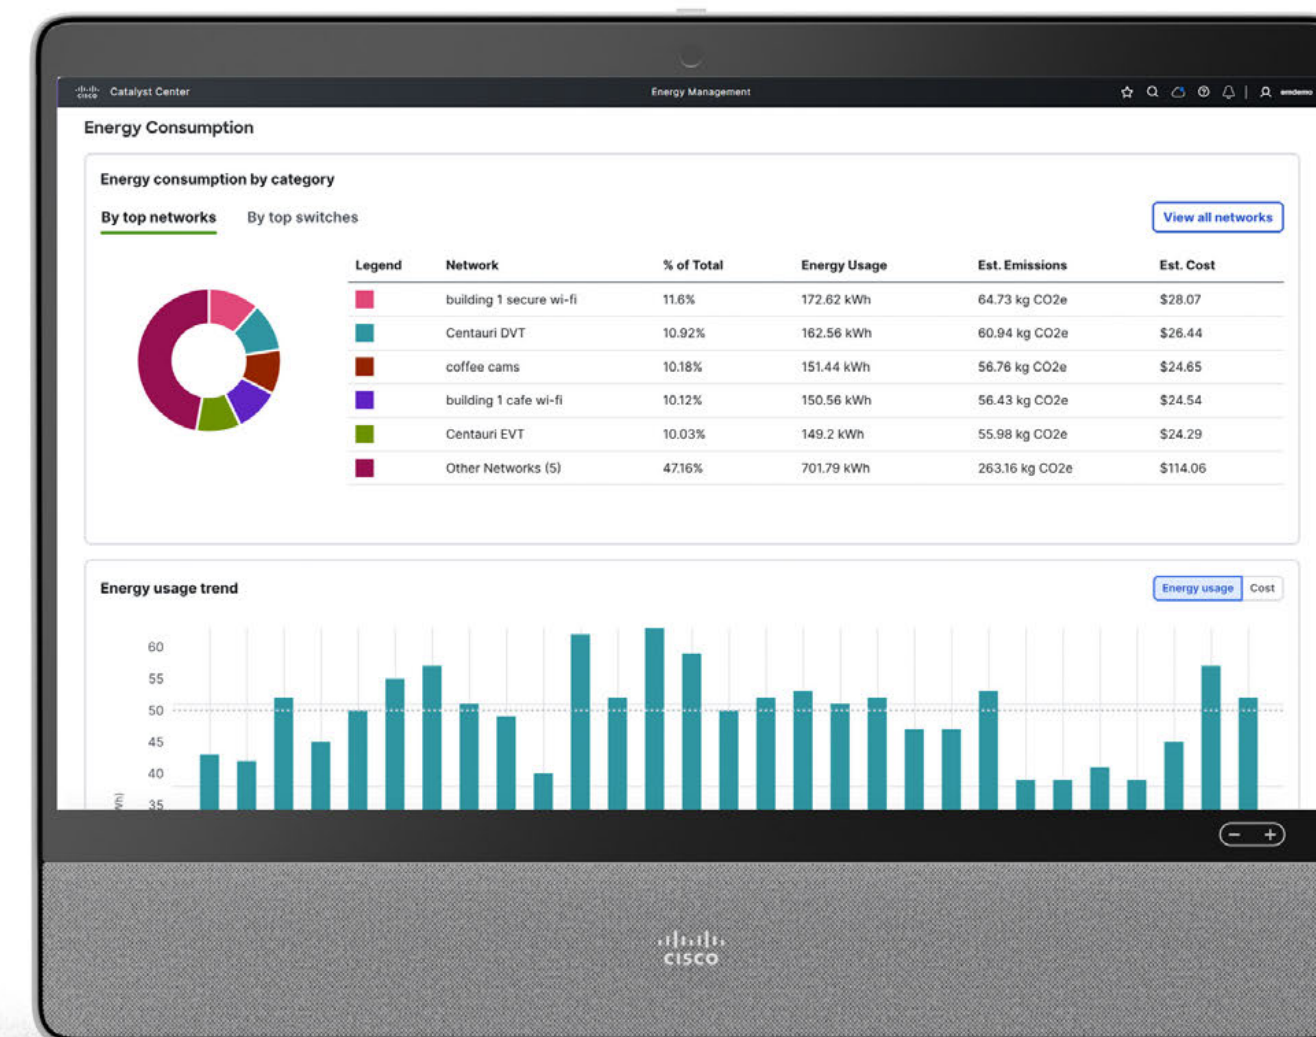 CISCO Catalyst Center Energy Management
Energy Consumption
Energy consumption by category
By top networks By top switches View all networks
Legend Network % of Total Energy Usage Est. Emissions Est. Cost
building 1 secure wi-fi 11.6% 172.62 kWh 64.73 kg CO2e $28.07
Centauri DVT 10.92% 162.56 kWh 60.94 kg CO2e $26.44
coffee cams 10.18% 151.44 kWh 56.76 kg CO2e $24.65
building 1 cafe wi-fi 10.12% 150.56 kWh 56.43 kg CO2e $24.54
Centauri EVT 10.03% 149.2 kWh 55.98 kg CO2e $24.29
Other Networks (5) 47.16% 701.79 kWh 263.16 kg CO2e $114.06
Energy usage trend Energy usage Cost
60
55
50
45
40
35
CISCO